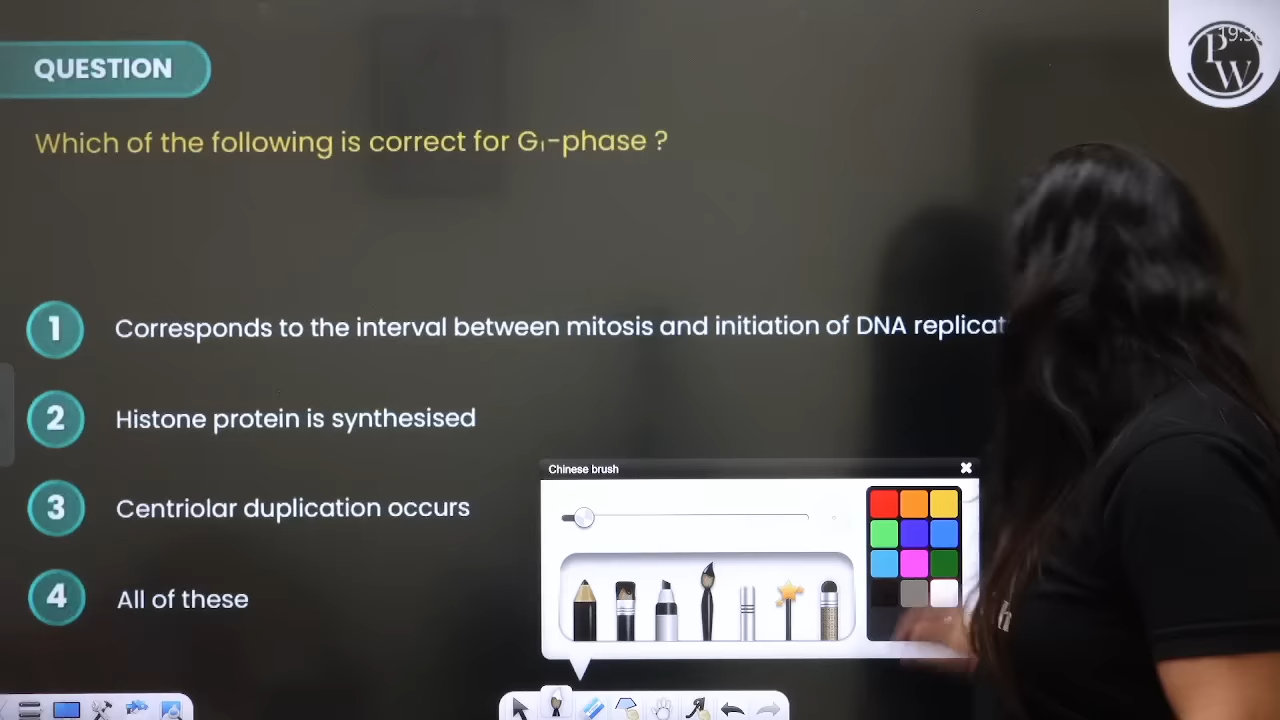 QUESTION
PW
Which of the following is correct for G₁-phase ?
1 Corresponds to the interval between mitosis and initiation of DNA
2 Histone protein is synthesised
3 Centriolar duplication occurs
4 All of these
Chinese brush